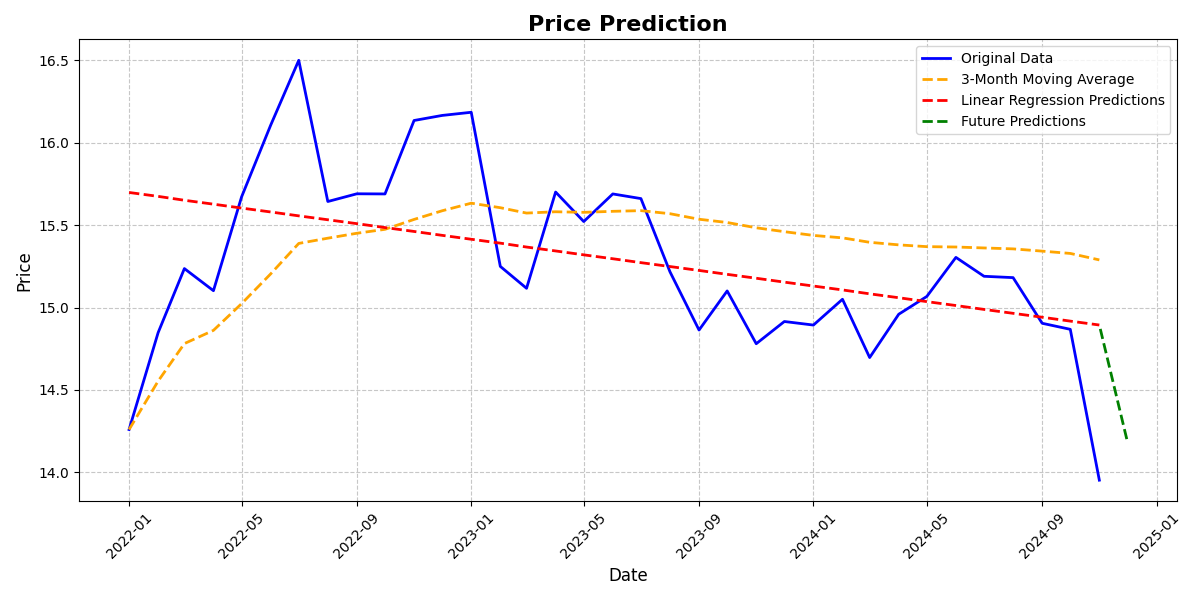 Price Prediction
Original Data
3-Month Moving Average
Linear Regression Predictions
Future Predictions
Price
16.5
16.0
15.5
15.0
14.5
14.0
2022-01
2022-05
2022-09
2023-01
2023-05
2023-09
2024-01
2024-05
2024-09
2025-01
Date